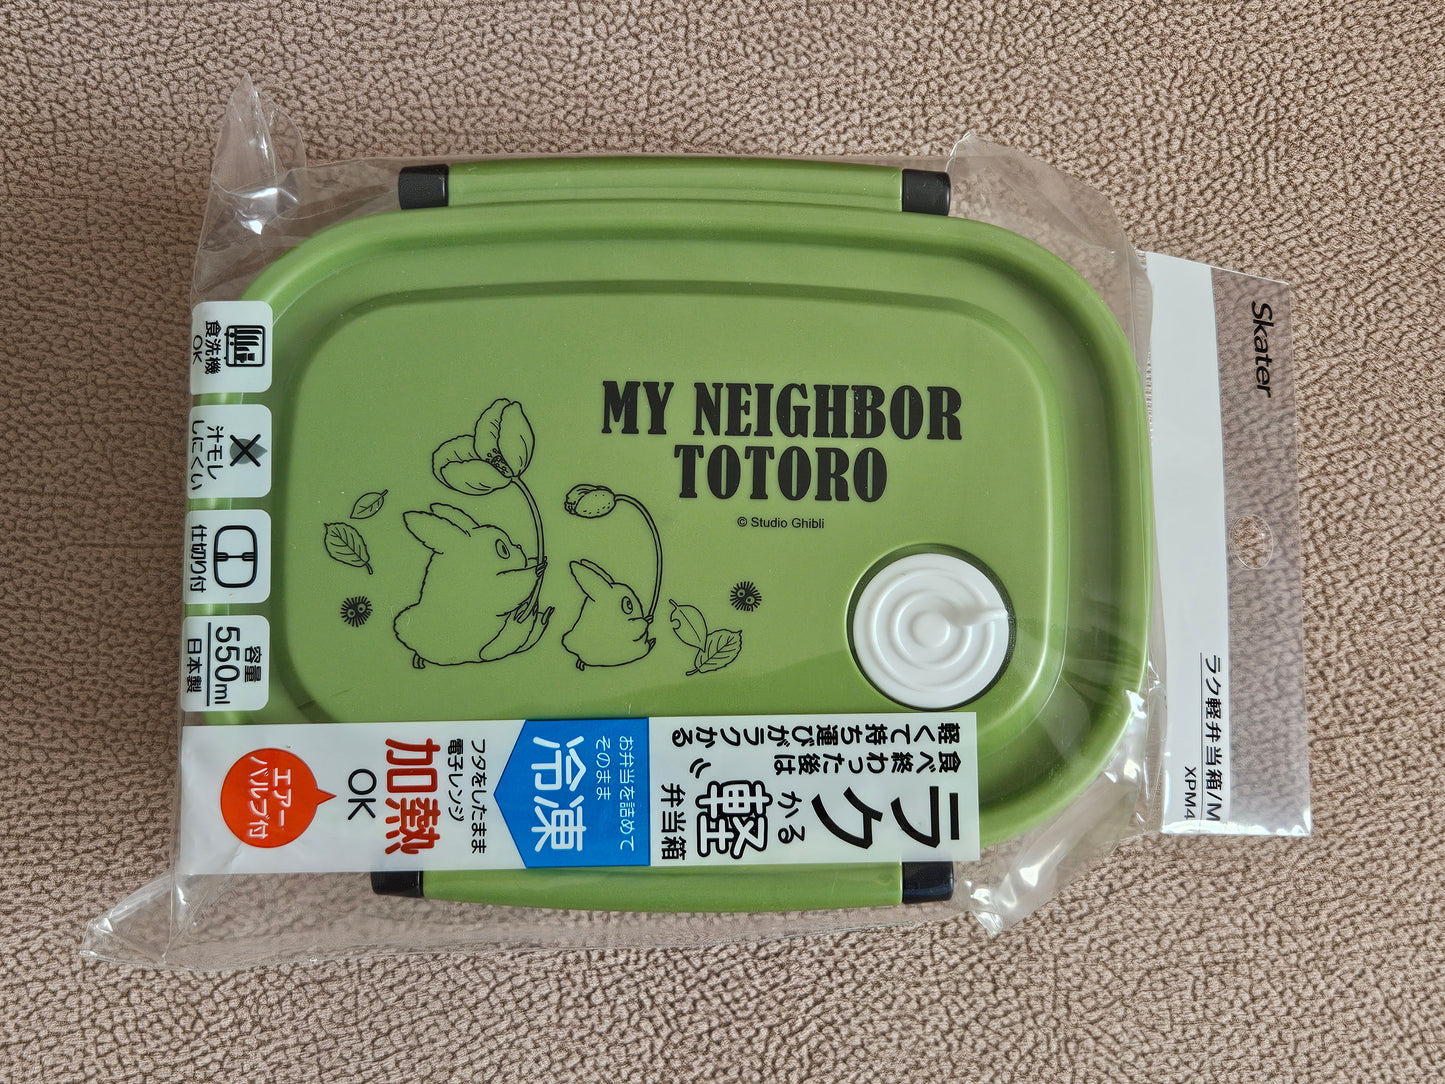 MY NEIGHBOR
TOTORO
© Studio Ghibli
Skater
ラク軽弁当箱/M
XPM4
軽くて持ち運びがラクかる
食べ終わった後は
ラクかる軽弁当箱
お弁当を詰めて
そのまま
冷凍
フタをしたまま
電子レンジ
加熱
OK
エアー
バルブ付
食洗機
OK
汁モレ
しにくい
仕切り付
容量
550ml
日本製